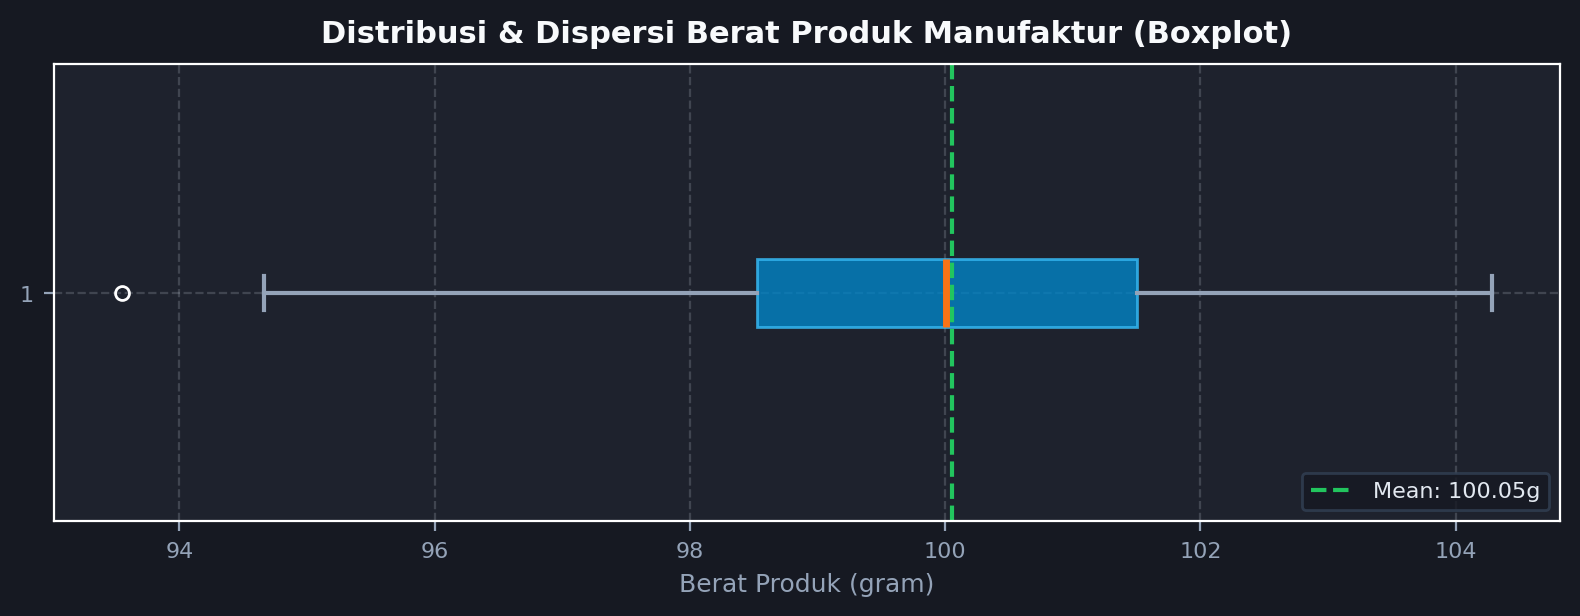 Distribusi & Dispersi Berat Produk Manufaktur (Boxplot)
1
Mean: 100.05g
94 96 98 100 102 104
Berat Produk (gram)